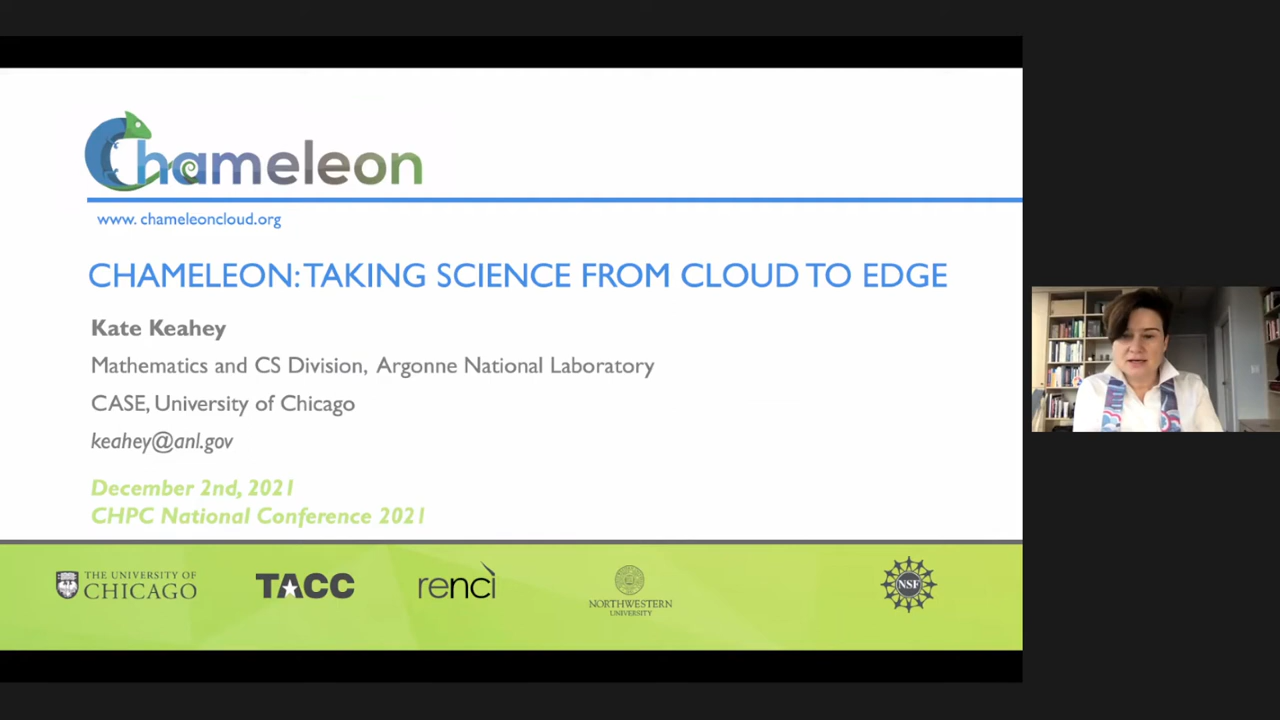 Chameleon
www. chameleoncloud.org
CHAMELEON: TAKING SCIENCE FROM CLOUD TO EDGE
Kate Keahey
Mathematics and CS Division, Argonne National Laboratory
CASE, University of Chicago
keahey@anl.gov
December 2nd, 2021
CHPC National Conference 2021
THE UNIVERSITY OF
CHICAGO
TACC
renci
NORTHWESTERN
UNIVERSITY
NSF